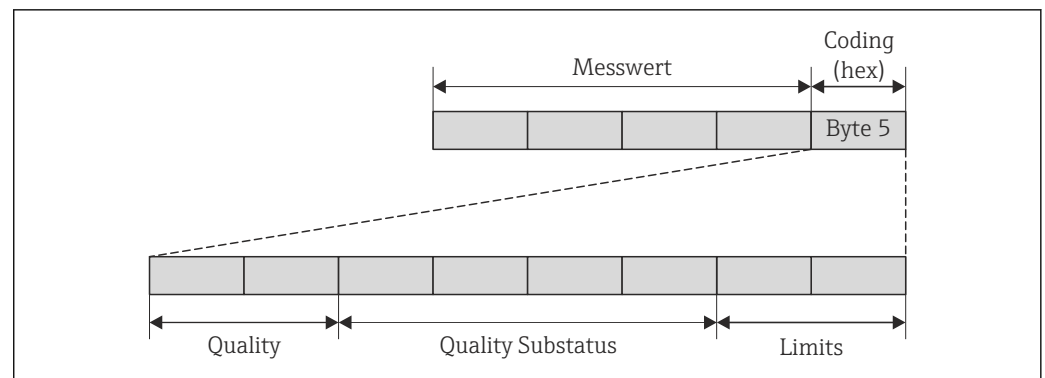 Messwert
Coding
(hex)
Byte 5
Quality
Quality Substatus
Limits